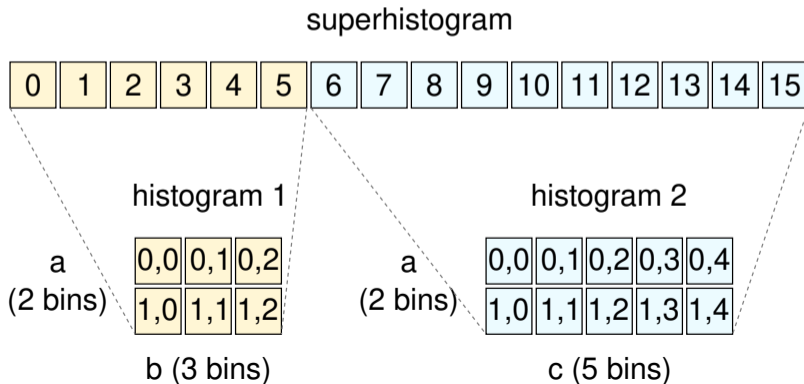 superhistogram
0 1 2 3 4 5 6 7 8 9 10 11 12 13 14 15
histogram 1
a
(2 bins)
0,0 0,1 0,2
1,0 1,1 1,2
b (3 bins)
histogram 2
a
(2 bins)
0,0 0,1 0,2 0,3 0,4
1,0 1,1 1,2 1,3 1,4
c (5 bins)